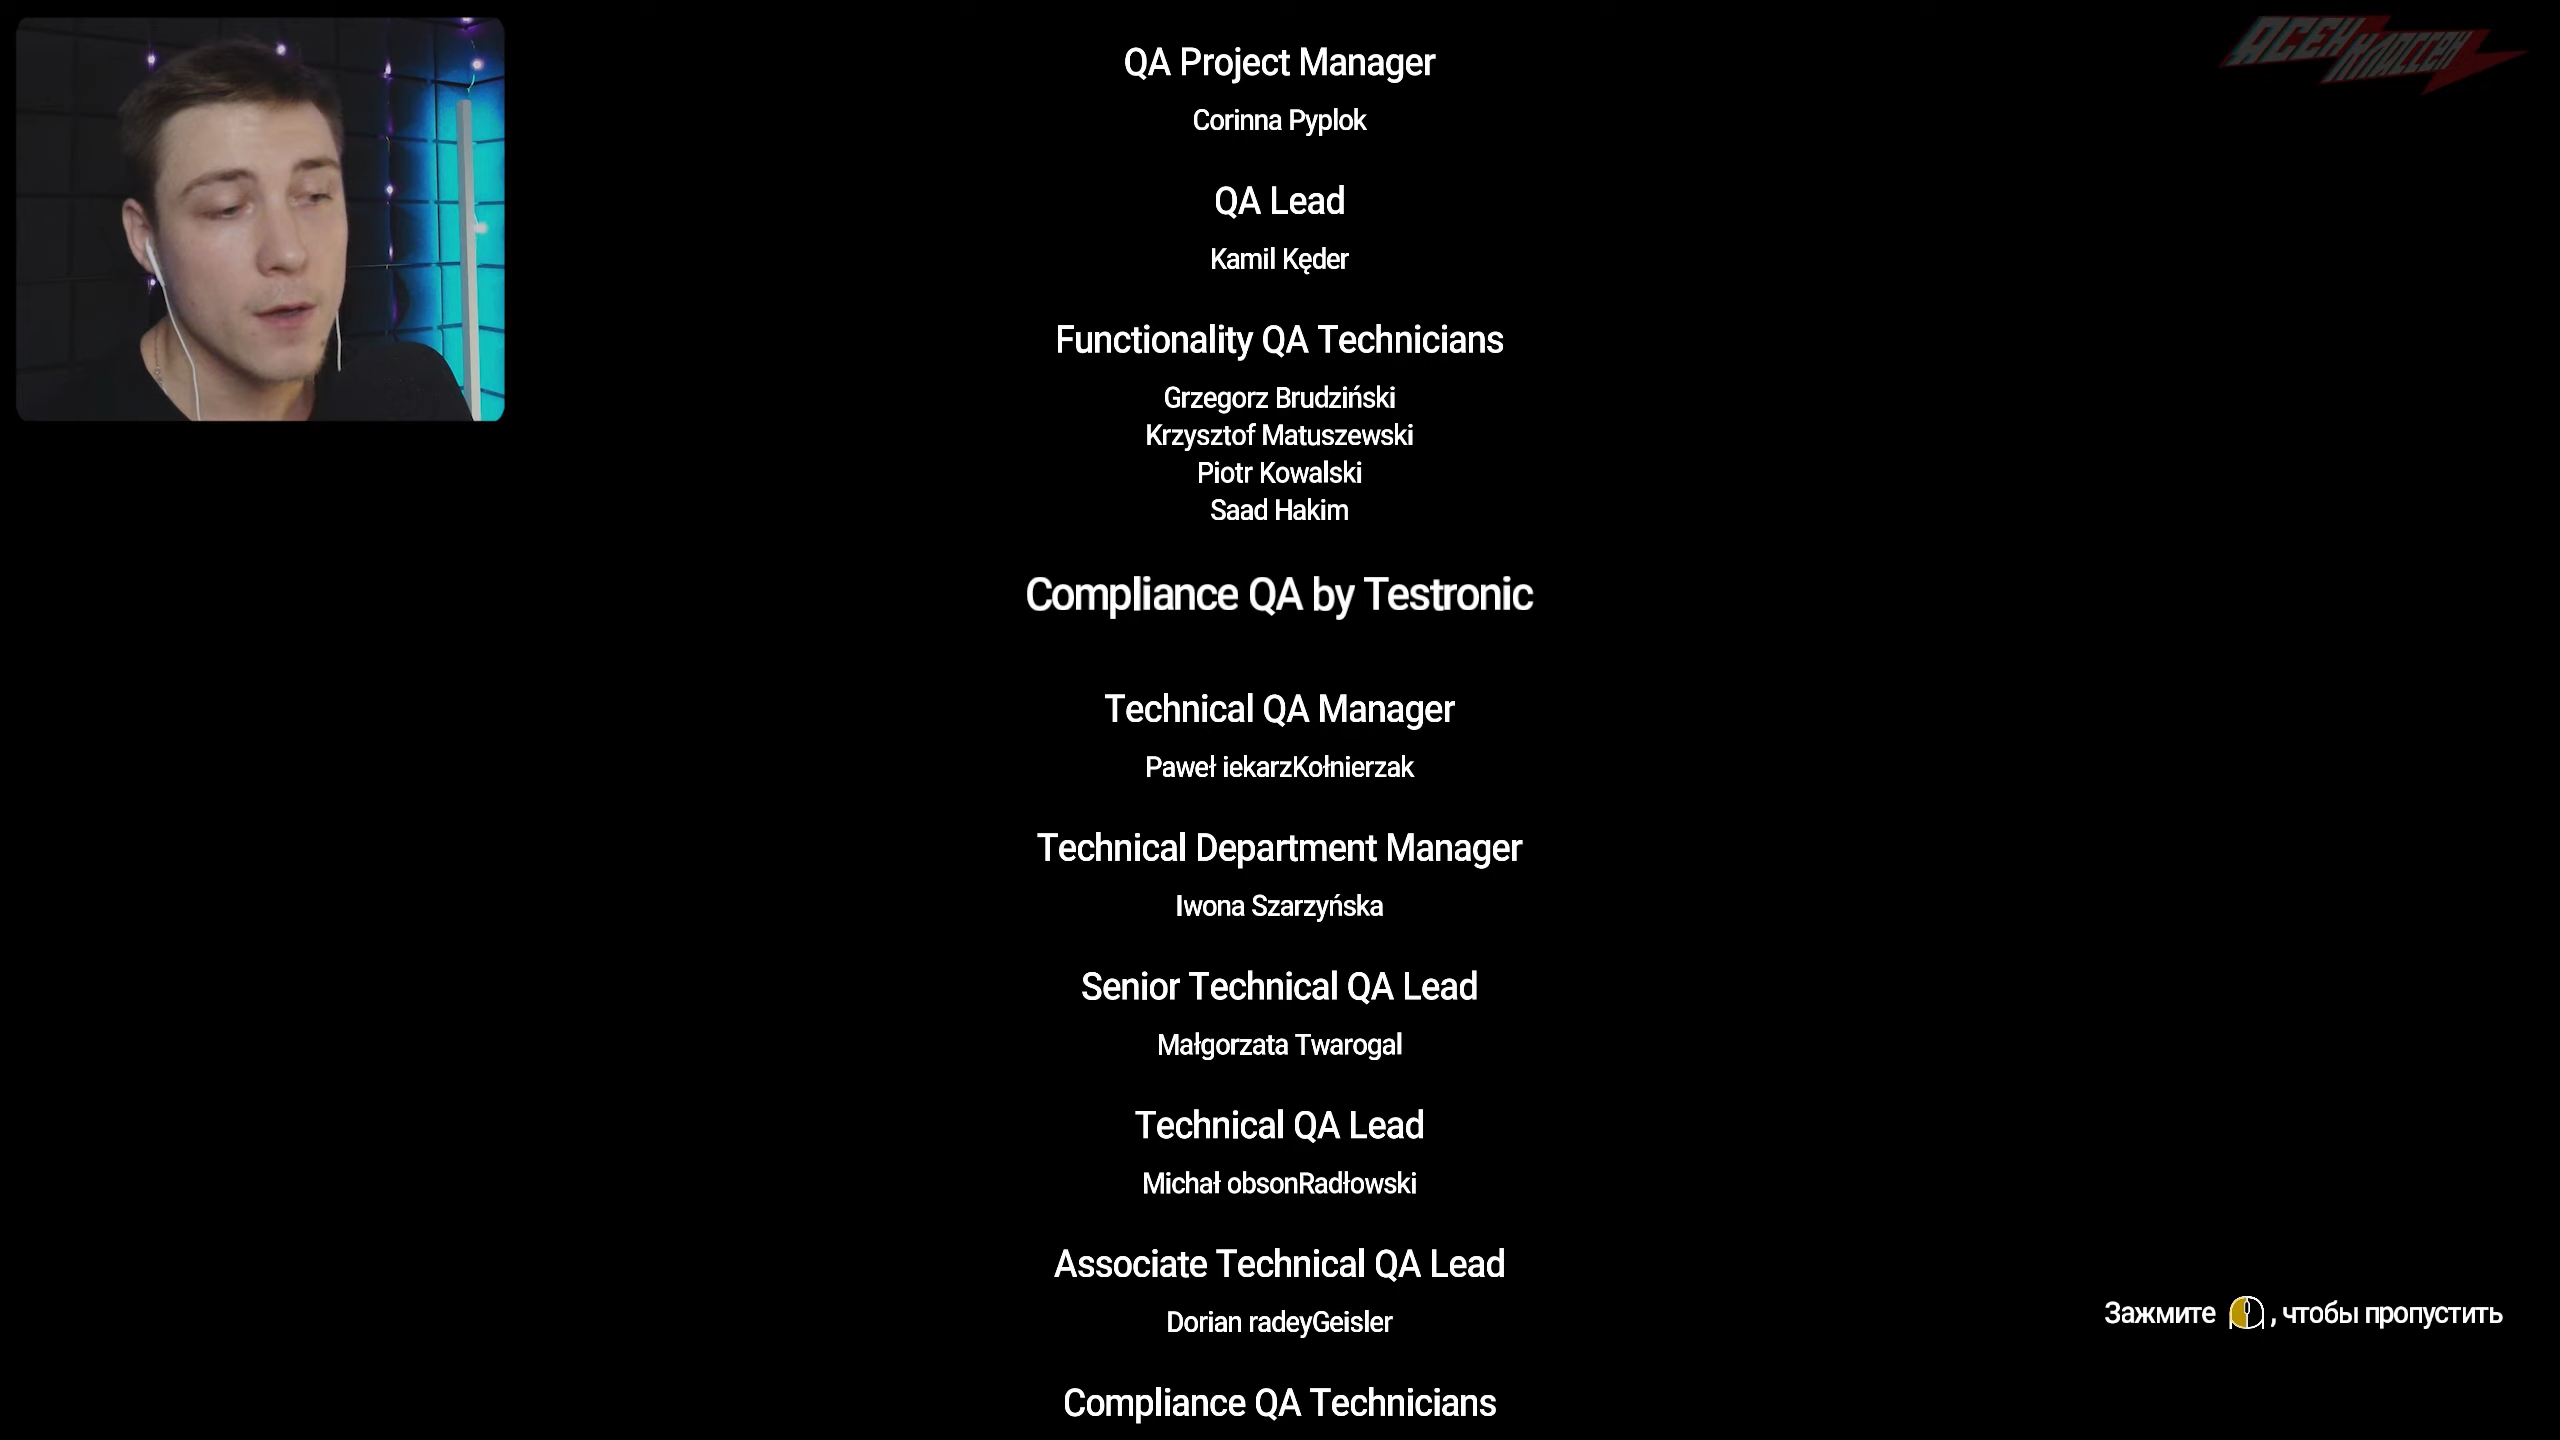 АСЕН КЛАССЕН
QA Project Manager
Corinna Pyplok
QA Lead
Kamil Kęder
Functionality QA Technicians
Grzegorz Brudziński
Krzysztof Matuszewski
Piotr Kowalski
Saad Hakim
Compliance QA by Testronic
Technical QA Manager
Paweł iekarzKołnierzak
Technical Department Manager
Iwona Szarzyńska
Senior Technical QA Lead
Małgorzata Twarogal
Technical QA Lead
Michał obsonRadłowski
Associate Technical QA Lead
Dorian radeyGeisler
Зажмите , чтобы пропустить
Compliance QA Technicians